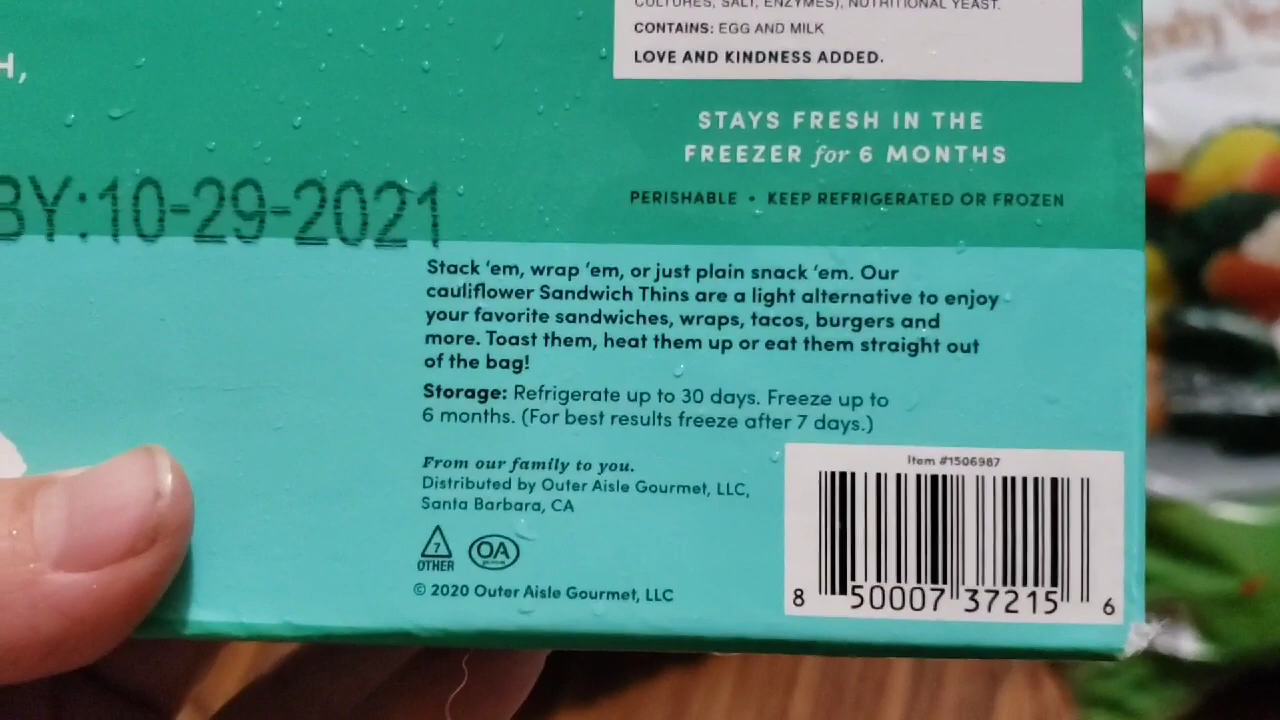 CULTURES, SALT, ENZYMES), NUTRITIONAL YEAST.
CONTAINS: EGG AND MILK
LOVE AND KINDNESS ADDED.
H,
STAYS FRESH IN THE
FREEZER for 6 MONTHS
PERISHABLE • KEEP REFRIGERATED OR FROZEN
BY:10-29-2021
Stack 'em, wrap 'em, or just plain snack 'em. Our
cauliflower Sandwich Thins are a light alternative to enjoy
your favorite sandwiches, wraps, tacos, burgers and
more. Toast them, heat them up or eat them straight out
of the bag!
Storage: Refrigerate up to 30 days. Freeze up to
6 months. (For best results freeze after 7 days.)
From our family to you.
Distributed by Outer Aisle Gourmet, LLC,
Santa Barbara, CA
7
OTHER
OA
© 2020 Outer Aisle Gourmet, LLC
Item #1506987
8 50007 37215 6